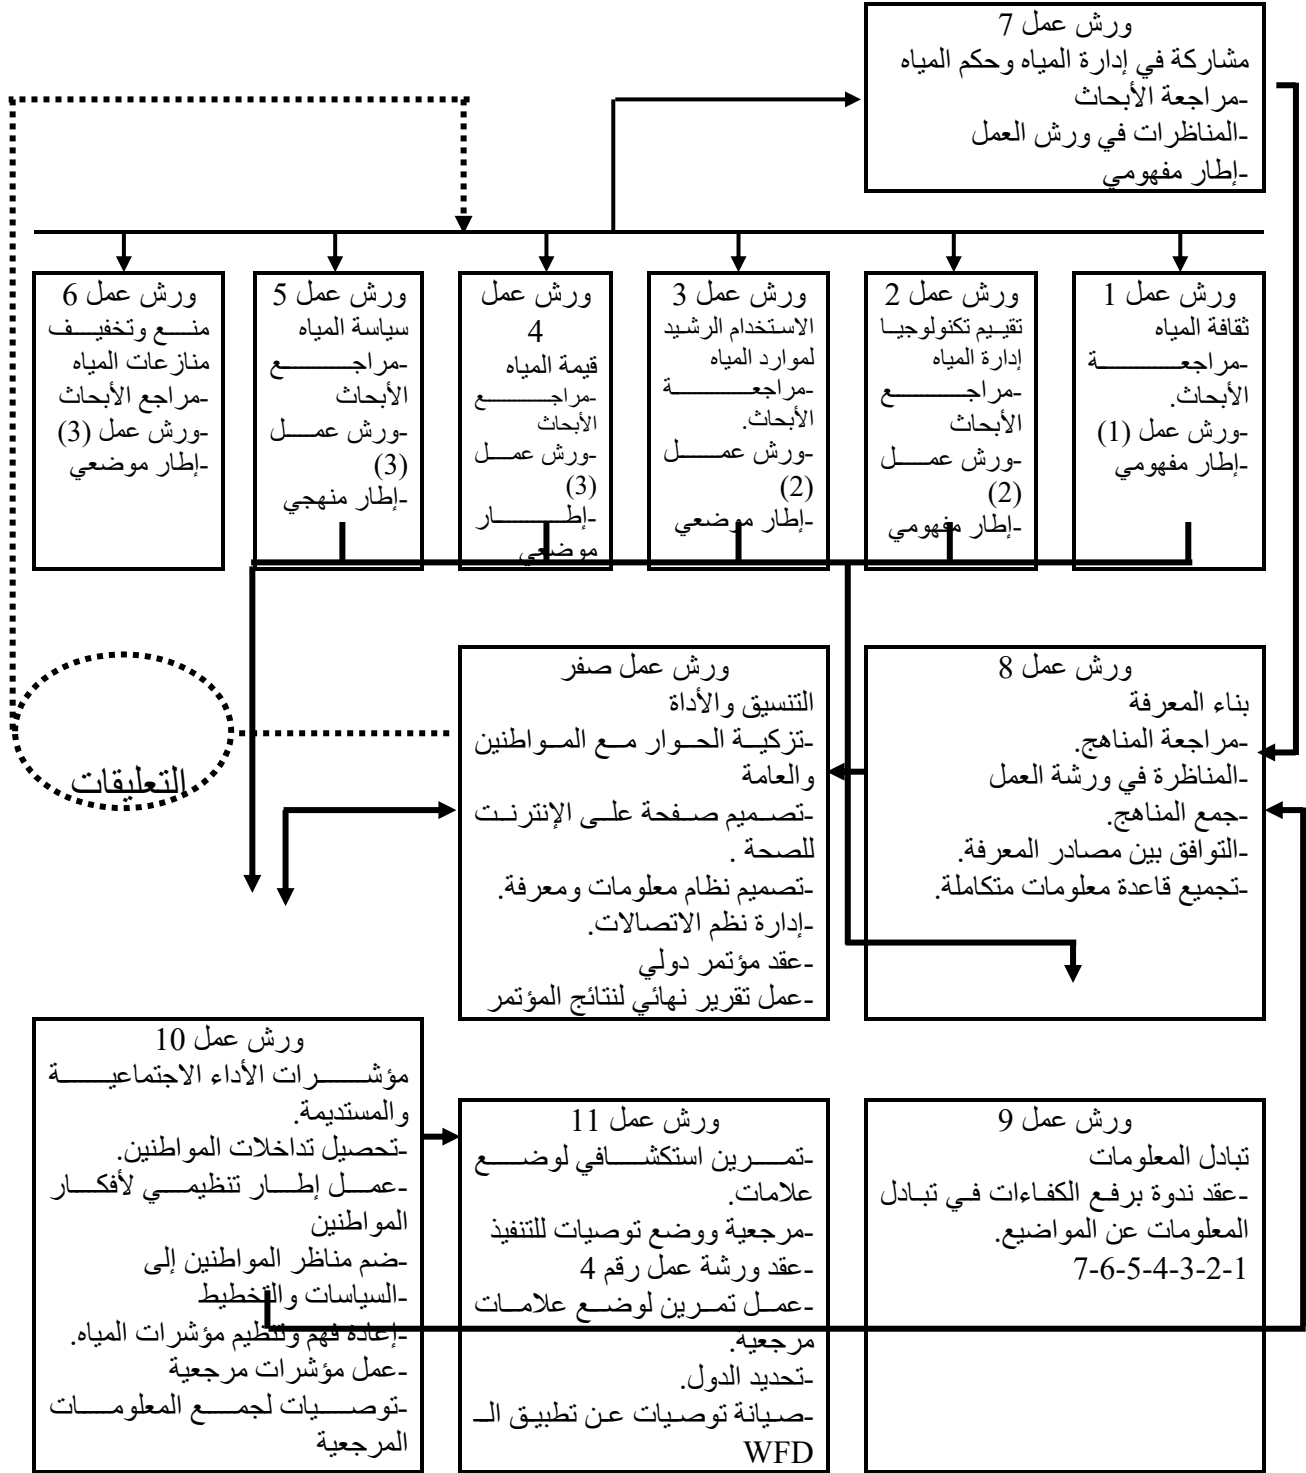 ورش عمل 7
مشاركة في إدارة المياه وحكم المياه
-مراجعة الأبحاث
-المناظرات في ورش العمل
-إطار مفهومي
ورش عمل 1
ثقافة المياه
-مراجعة
الأبحاث.
-ورش عمل (1)
-إطار مفهومي
ورش عمل 2
تقييم تكنولوجيا
إدارة المياه
-مراجع
الأبحاث
-ورش عمل
(2)
-إطار مفهومي
ورش عمل 3
الاستخدام الرشيد
لموارد المياه
-مراجعة
الأبحاث.
-ورش عمل
(2)
-إطار موضعي
ورش عمل
4
قيمة المياه
-مراجع
الأبحاث
-ورش عمل
(3)
-إطار
موضعي
ورش عمل 5
سياسة المياه
-مراجع
الأبحاث
-ورش عمل
(3)
-إطار منهجي
ورش عمل 6
منع وتخفيف
منازعات المياه
-مراجع الأبحاث
-ورش عمل (3)
-إطار موضعي
ورش عمل 8
بناء المعرفة
-مراجعة المناهج.
-المناظرة في ورشة العمل
-جمع المناهج.
-التوافق بين مصادر المعرفة.
-تجميع قاعدة معلومات متكاملة.
ورش عمل صفر
التنسيق والأداة
-تزكية الحوار مع المواطنين
والعامة
-تصميم صفحة على الإنترنت
للصحة .
-تصميم نظام معلومات ومعرفة.
-إدارة نظم الاتصالات.
-عقد مؤتمر دولي
-عمل تقرير نهائي لنتائج المؤتمر
التعليقات
ورش عمل 9
تبادل المعلومات
-عقد ندوة برفع الكفاءات في تبادل
المعلومات عن المواضيع.
7-6-5-4-3-2-1
ورش عمل 11
-تمرين استكشافي لوضع
علامات.
-مرجعية ووضع توصيات للتنفيذ
-عقد ورشة عمل رقم 4
-عمل تمرين لوضع علامات
مرجعية.
-تحديد الدول.
-صيانة توصيات عن تطبيق الـ
WFD
ورش عمل 10
مؤشرات الأداء الاجتماعية
والمستديمة.
-تحصيل تداخلات المواطنين.
-عمل إطار تنظيمي لأفكار
المواطنين
-ضم مناظر المواطنين إلى
-السياسات والتخطيط
-إعادة فهم وتنظيم مؤشرات المياه.
-عمل مؤشرات مرجعية
-توصيات لجمع المعلومات
المرجعية